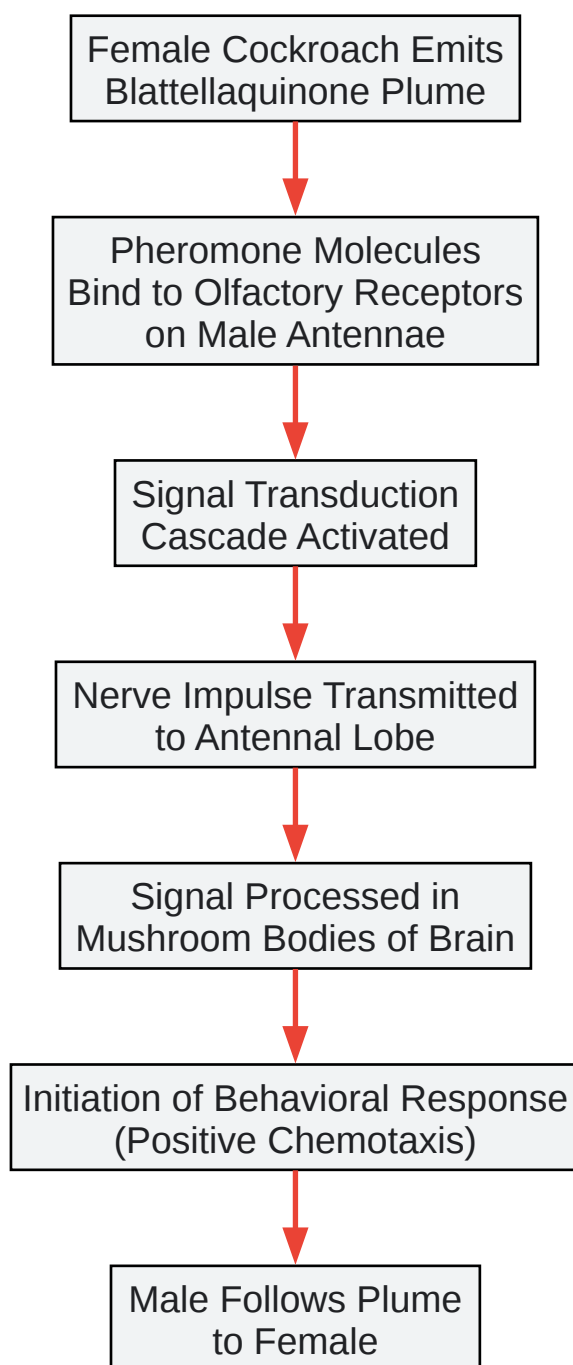 Female Cockroach Emits
Blattellaquinone Plume
Pheromone Molecules
Bind to Olfactory Receptors
on Male Antennae
Signal Transduction
Cascade Activated
Nerve Impulse Transmitted
to Antennal Lobe
Signal Processed in
Mushroom Bodies of Brain
Initiation of Behavioral Response
(Positive Chemotaxis)
Male Follows Plume
to Female